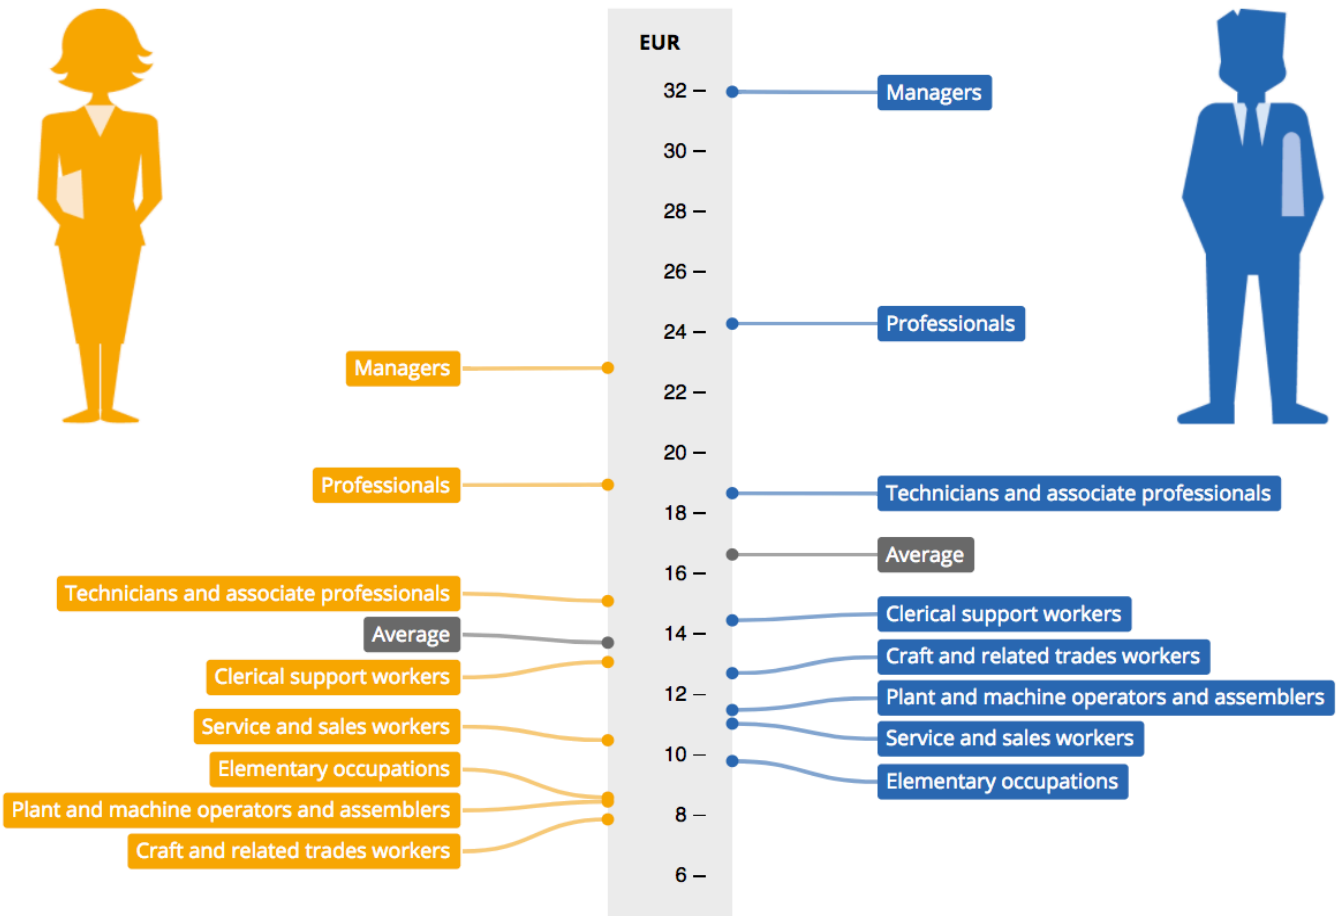 EUR
32
30
28
26
24
22
20
18
16
14
12
10
8
6
Managers
Professionals
Technicians and associate professionals
Average
Clerical support workers
Service and sales workers
Elementary occupations
Plant and machine operators and assemblers
Craft and related trades workers
Managers
Professionals
Technicians and associate professionals
Average
Clerical support workers
Craft and related trades workers
Plant and machine operators and assemblers
Service and sales workers
Elementary occupations